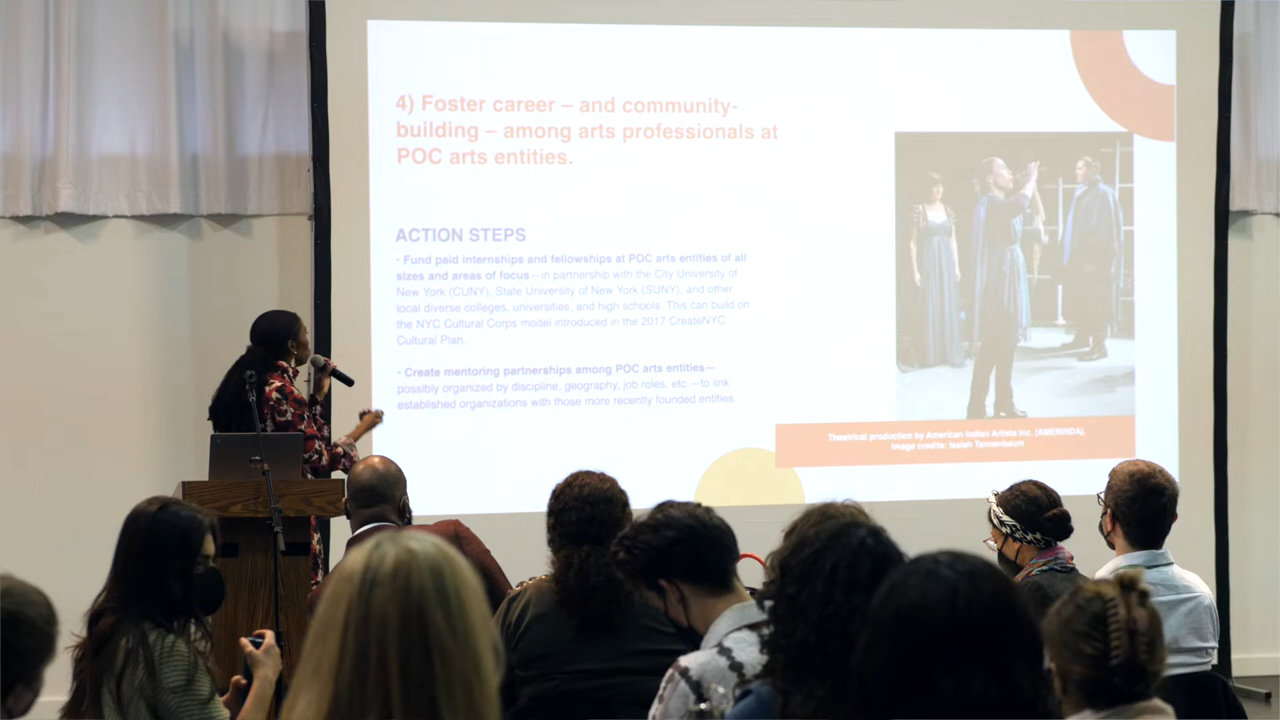 4) Foster career – and community-
building – among arts professionals at
POC arts entities.
ACTION STEPS
• Fund paid internships and fellowships at POC arts entities of all
sizes and areas of focus – in partnership with the City University of
New York (CUNY), State University of New York (SUNY), and other
local diverse colleges, universities, and high schools. This can build on
the NYC Cultural Corps model introduced in the 2017 CreateNYC
Cultural Plan.
• Create mentoring partnerships among POC arts entities—
possibly organized by discipline, geography, job roles, etc. —to link
established organizations with those more recently founded entities.
Theatrical production by American Indian Artists Inc. (AMERINDA).
Image credits: Isaiah Tannenbaum